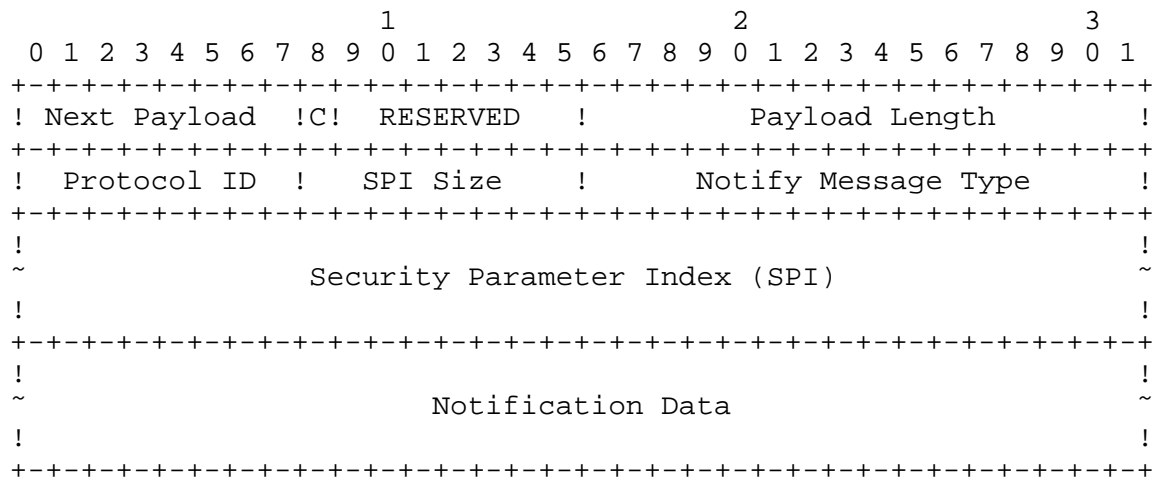 1                   2                   3
 0 1 2 3 4 5 6 7 8 9 0 1 2 3 4 5 6 7 8 9 0 1 2 3 4 5 6 7 8 9 0 1
+-+-+-+-+-+-+-+-+-+-+-+-+-+-+-+-+-+-+-+-+-+-+-+-+-+-+-+-+-+-+-+-+
! Next Payload  !C!  RESERVED   !         Payload Length        !
+-+-+-+-+-+-+-+-+-+-+-+-+-+-+-+-+-+-+-+-+-+-+-+-+-+-+-+-+-+-+-+-+
!  Protocol ID  !   SPI Size    !      Notify Message Type      !
+-+-+-+-+-+-+-+-+-+-+-+-+-+-+-+-+-+-+-+-+-+-+-+-+-+-+-+-+-+-+-+-+
!                                                               !
~                Security Parameter Index (SPI)                 ~
!                                                               !
+-+-+-+-+-+-+-+-+-+-+-+-+-+-+-+-+-+-+-+-+-+-+-+-+-+-+-+-+-+-+-+-+
!                                                               !
~                       Notification Data                       ~
!                                                               !
+-+-+-+-+-+-+-+-+-+-+-+-+-+-+-+-+-+-+-+-+-+-+-+-+-+-+-+-+-+-+-+-+